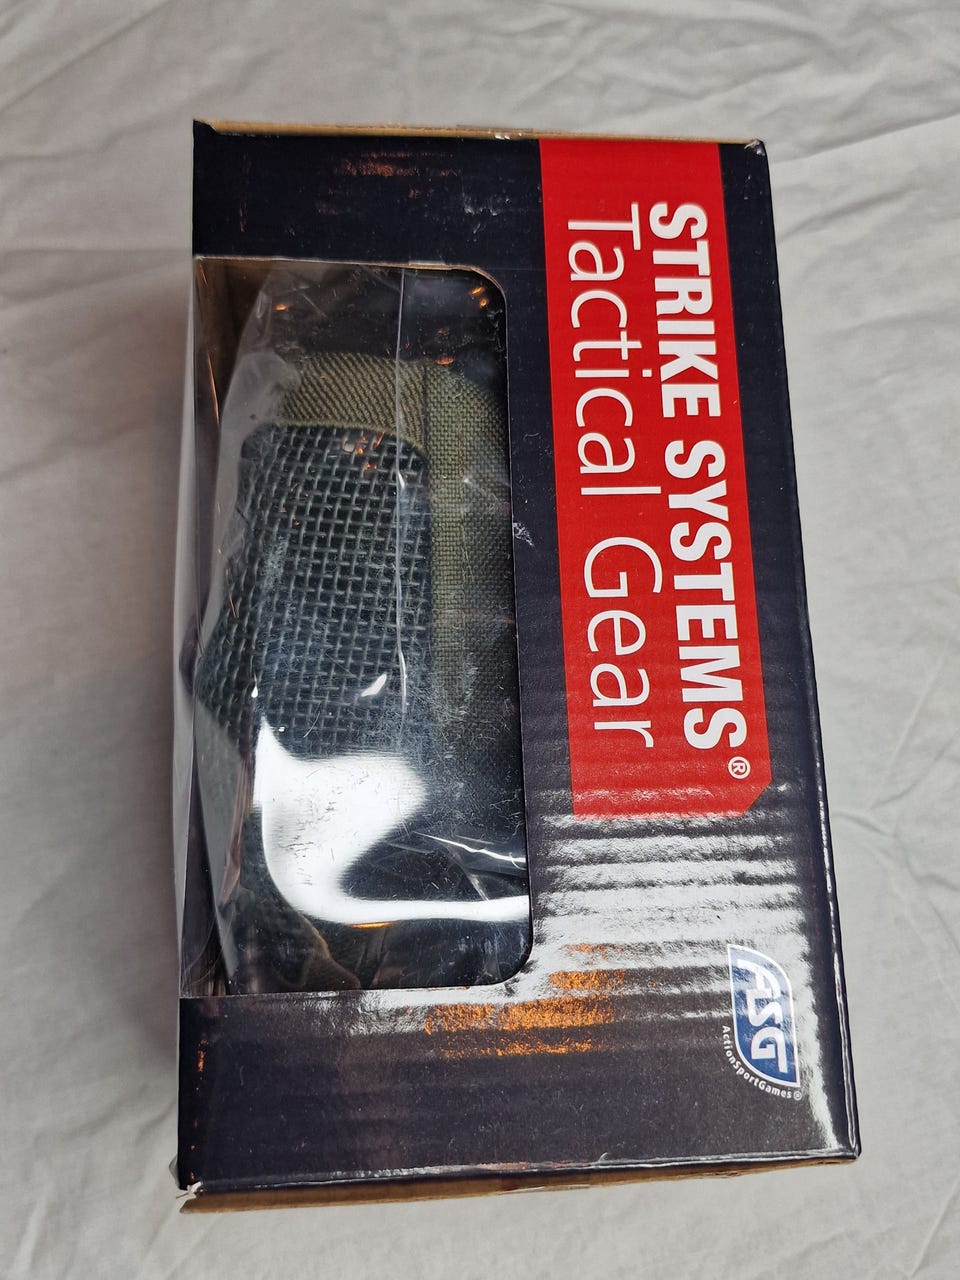 STRIKE SYSTEMS®
Tactical Gear
ASG
ActionSportGames®